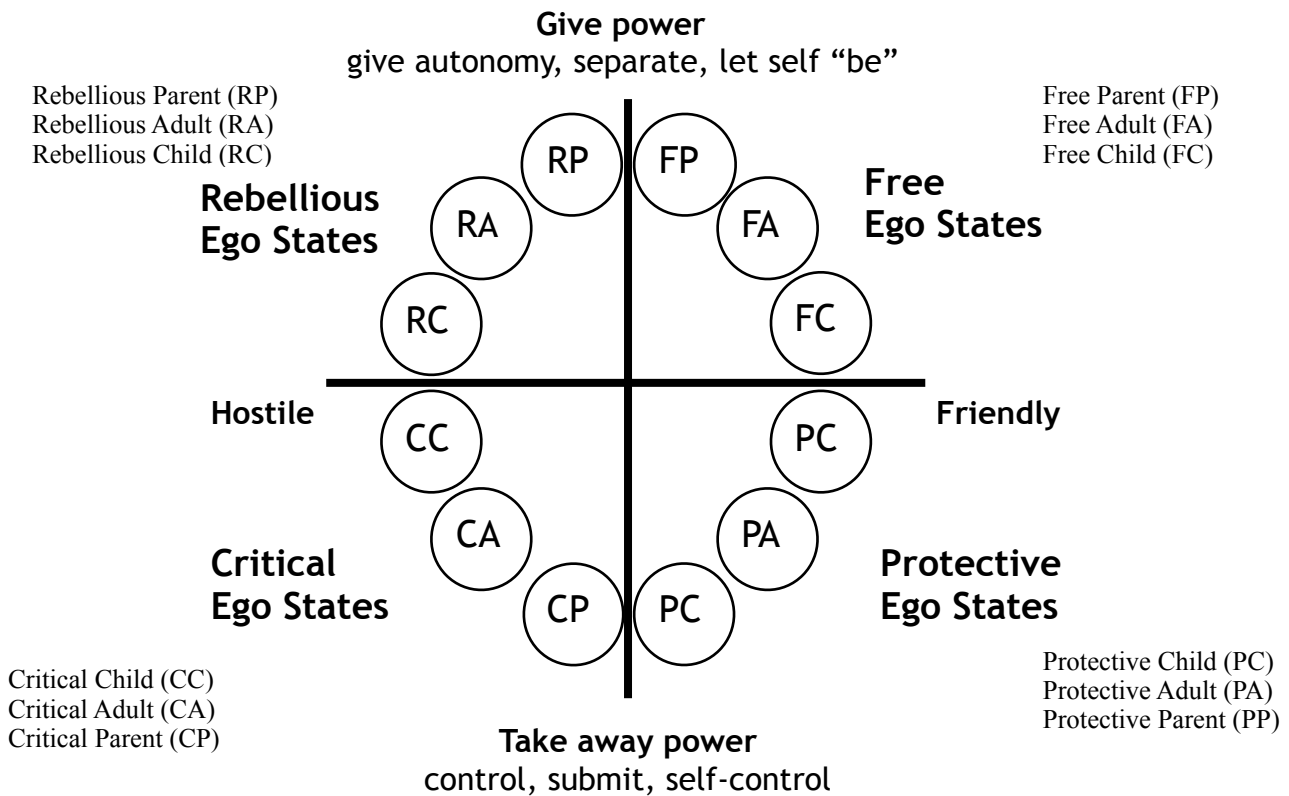 Give power
give autonomy, separate, let self “be”
Rebellious Parent (RP)
Rebellious Adult (RA)
Rebellious Child (RC)
Free Parent (FP)
Free Adult (FA)
Free Child (FC)
Rebellious
Ego States
RP
FP
Free
Ego States
RA
FA
RC
FC
Hostile
Friendly
CC
PC
CA
PA
Critical
Ego States
Protective
Ego States
CP
PC
Critical Child (CC)
Critical Adult (CA)
Critical Parent (CP)
Protective Child (PC)
Protective Adult (PA)
Protective Parent (PP)
Take away power
control, submit, self-control